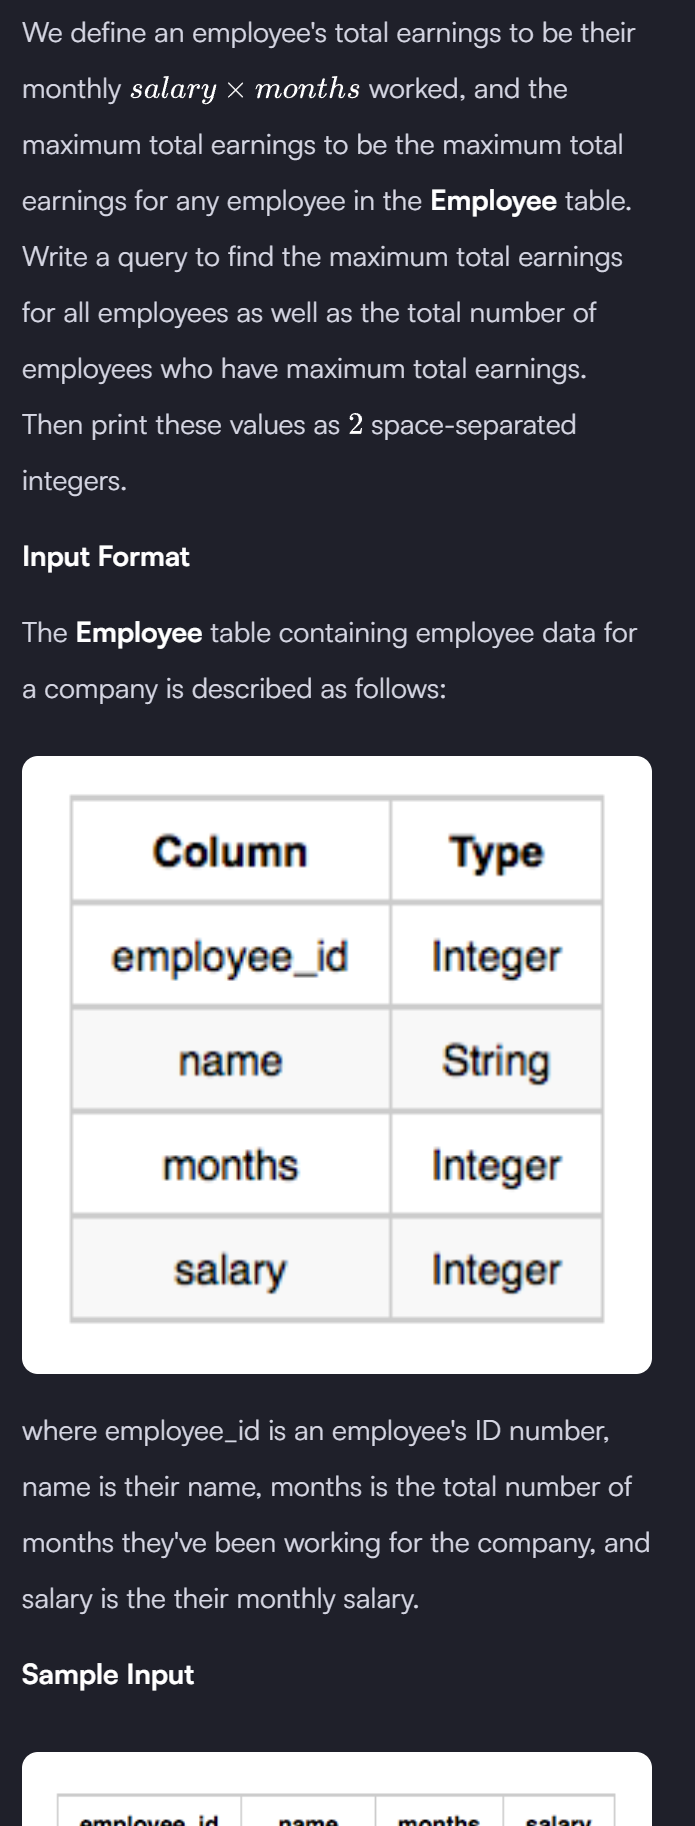 We define an employee's total earnings to be their
monthly salary × months worked, and the
maximum total earnings to be the maximum total
earnings for any employee in the Employee table.
Write a query to find the maximum total earnings
for all employees as well as the total number of
employees who have maximum total earnings.
Then print these values as 2 space-separated
integers.
Input Format
The Employee table containing employee data for
a company is described as follows:
Column Type
employee_id Integer
name String
months Integer
salary Integer
where employee_id is an employee's ID number,
name is their name, months is the total number of
months they've been working for the company, and
salary is the their monthly salary.
Sample Input
employee_id name months salary